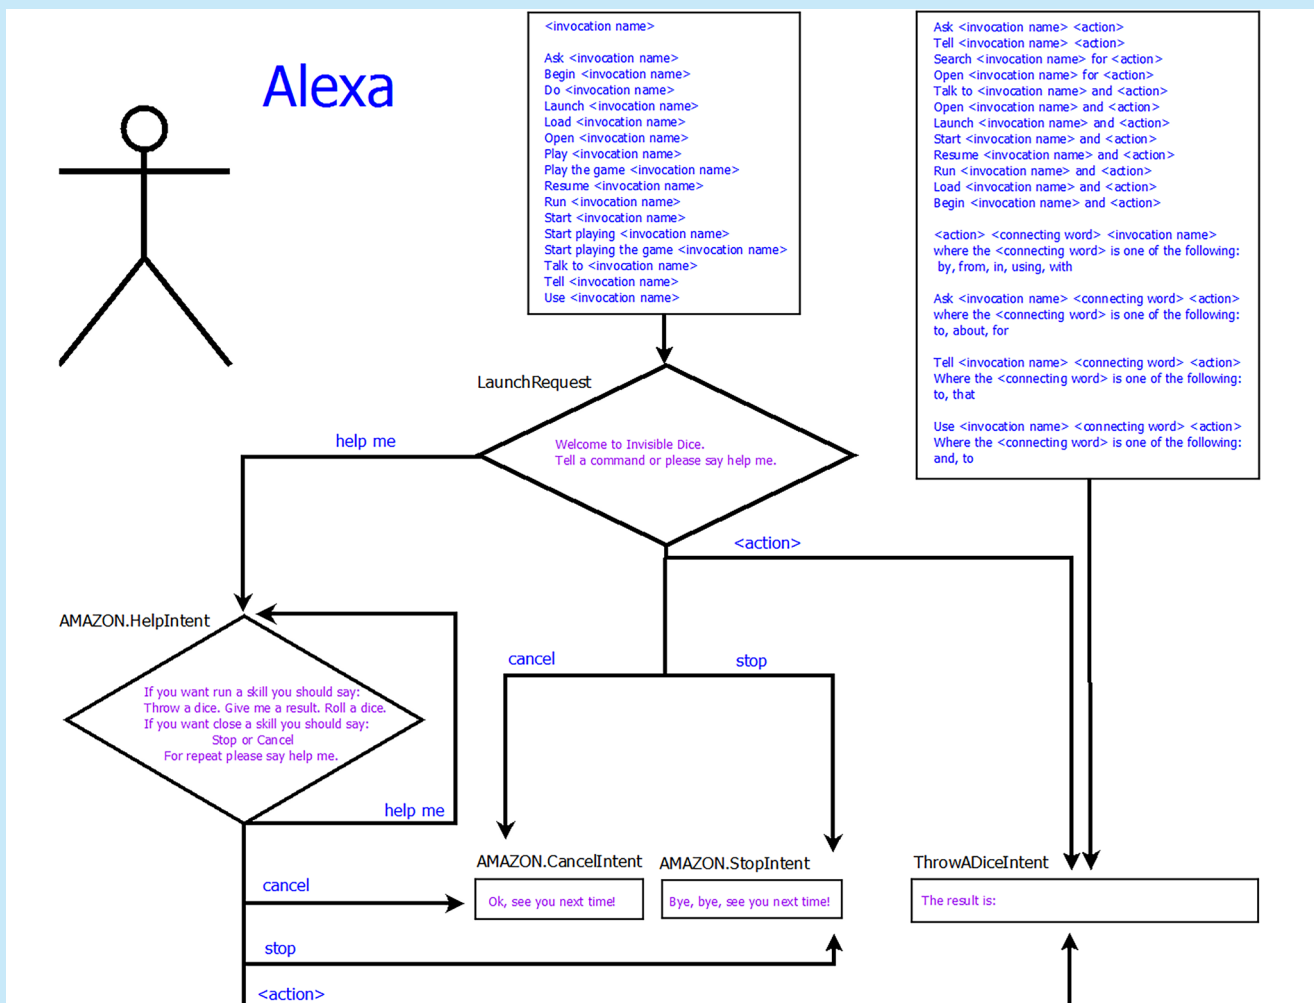 Alexa
<invocation name>
Ask <invocation name>
Begin <invocation name>
Do <invocation name>
Launch <invocation name>
Load <invocation name>
Open <invocation name>
Play <invocation name>
Play the game <invocation name>
Resume <invocation name>
Run <invocation name>
Start <invocation name>
Start playing <invocation name>
Start playing the game <invocation name>
Talk to <invocation name>
Tell <invocation name>
Use <invocation name>
Ask <invocation name> <action>
Tell <invocation name> <action>
Search <invocation name> for <action>
Open <invocation name> for <action>
Talk to <invocation name> and <action>
Open <invocation name> and <action>
Launch <invocation name> and <action>
Start <invocation name> and <action>
Resume <invocation name> and <action>
Run <invocation name> and <action>
Load <invocation name> and <action>
Begin <invocation name> and <action>
<action> <connecting word> <invocation name>
where the <connecting word> is one of the following:
by, from, in, using, with
Ask <invocation name> <connecting word> <action>
where the <connecting word> is one of the following:
to, about, for
Tell <invocation name> <connecting word> <action>
Where the <connecting word> is one of the following:
to, that
Use <invocation name> <connecting word> <action>
Where the <connecting word> is one of the following:
and, to
LaunchRequest
Welcome to Invisible Dice.
Tell a command or please say help me.
help me
<action>
AMAZON.HelpIntent
If you want run a skill you should say:
Throw a dice. Give me a result. Roll a dice.
If you want close a skill you should say:
Stop or Cancel
For repeat please say help me.
help me
cancel
stop
AMAZON.CancelIntent
Ok, see you next time!
AMAZON.StopIntent
Bye, bye, see you next time!
ThrowADiceIntent
The result is:
cancel
stop
<action>